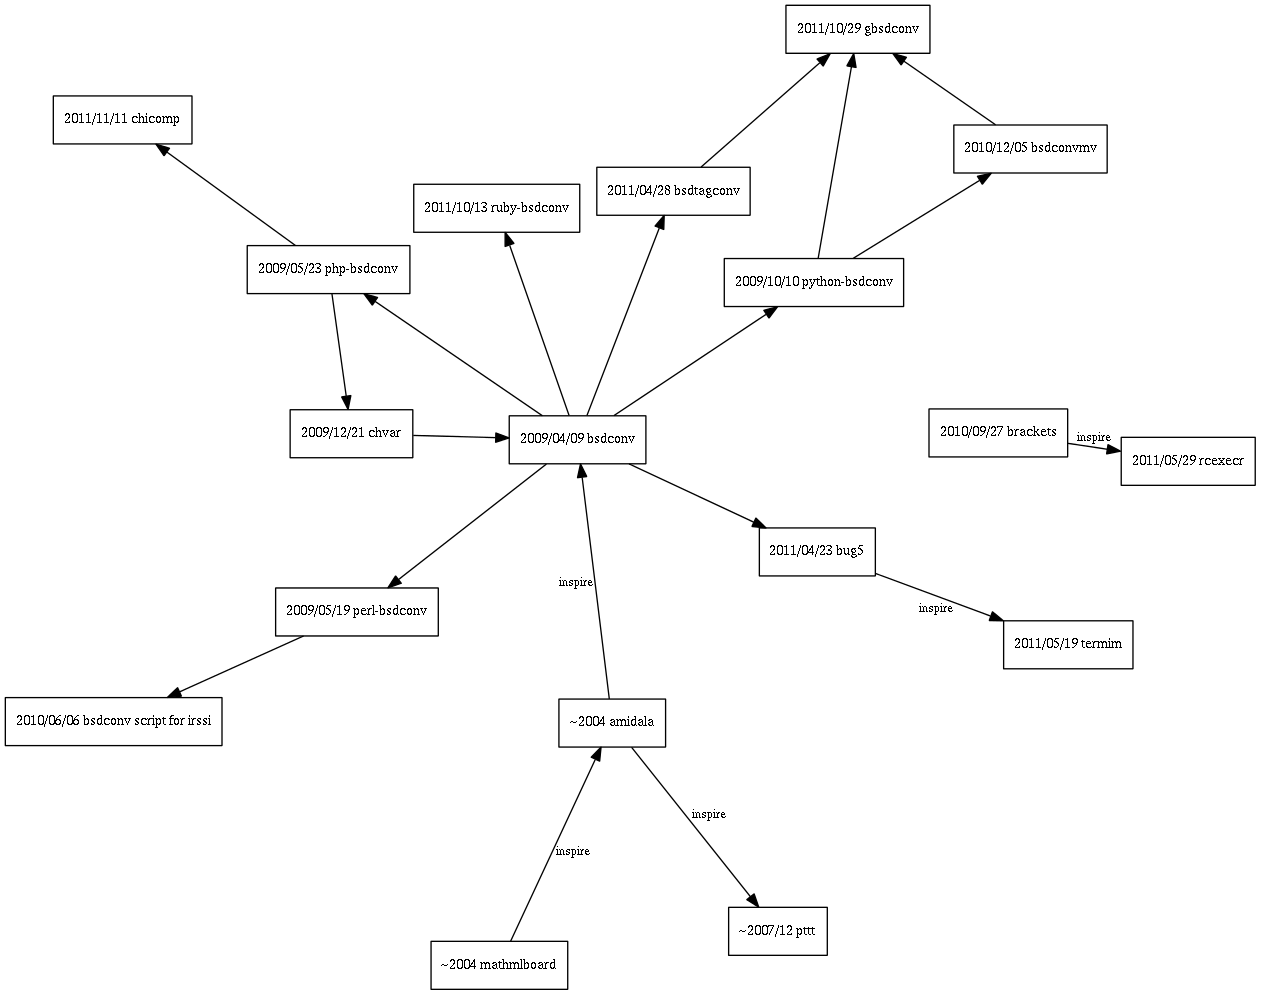 2011/10/29 gbsdconv
2011/11/11 chicomp
2010/12/05 bsdconvmv
2011/04/28 bsdtagconv
2011/10/13 ruby-bsdconv
2009/05/23 php-bsdconv
2009/10/10 python-bsdconv
2009/12/21 chvar
2009/04/09 bsdconv
2010/09/27 brackets
inspire
2011/05/29 rcexecr
2011/04/23 bug5
inspire
2009/05/19 perl-bsdconv
inspire
2011/05/19 termim
2010/06/06 bsdconv script for irssi
~2004 amidala
inspire
inspire
~2007/12 pttt
~2004 mathmlboard